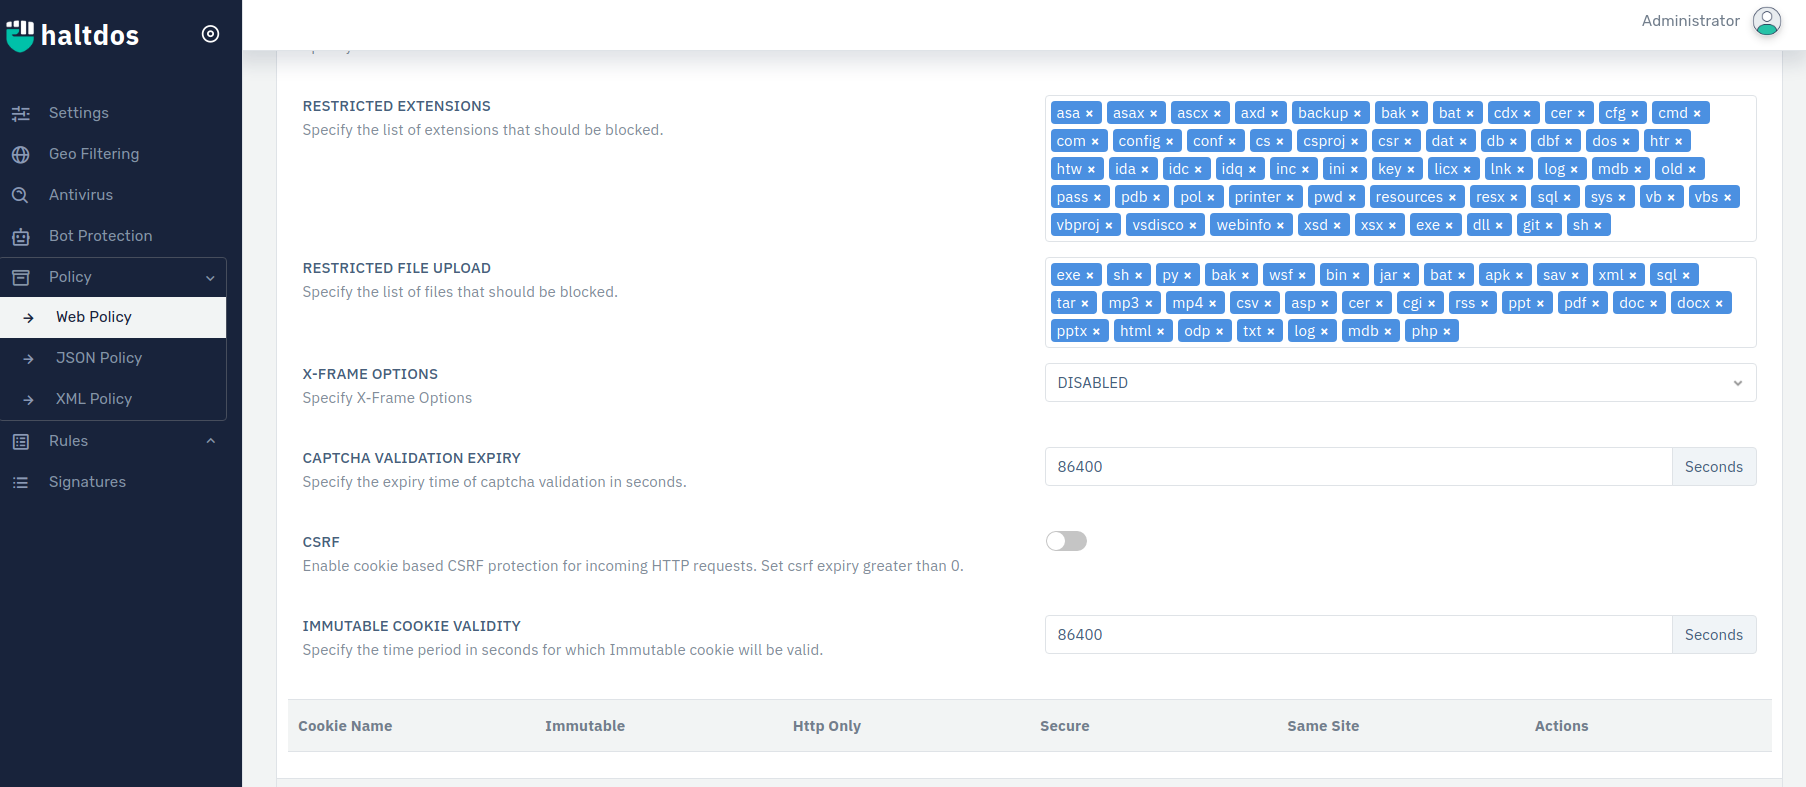 haltdos
Administrator
Settings
Geo Filtering
Antivirus
Bot Protection
Policy
Web Policy
JSON Policy
XML Policy
Rules
Signatures
RESTRICTED EXTENSIONS
Specify the list of extensions that should be blocked.
asa × asax × ascx × axd × backup × bak × bat × cdx × cer × cfg × cmd ×
com × config × conf × cs × csproj × csr × dat × db × dbf × dos × htr ×
htw × ida × idc × idq × inc × ini × key × licx × lnk × log × mdb × old ×
pass × pdb × pol × printer × pwd × resources × resx × sql × sys × vb × vbs ×
vbproj × vsdisco × webinfo × xsd × xsx × exe × dll × git × sh ×
RESTRICTED FILE UPLOAD
Specify the list of files that should be blocked.
exe × sh × py × bak × wsf × bin × jar × bat × apk × sav × xml × sql ×
tar × mp3 × mp4 × csv × asp × cer × cgi × rss × ppt × pdf × doc × docx ×
pptx × html × odp × txt × log × mdb × php ×
X-FRAME OPTIONS
Specify X-Frame Options
DISABLED
CAPTCHA VALIDATION EXPIRY
Specify the expiry time of captcha validation in seconds.
86400 Seconds
CSRF
Enable cookie based CSRF protection for incoming HTTP requests. Set csrf expiry greater than 0.
IMMUTABLE COOKIE VALIDITY
Specify the time period in seconds for which Immutable cookie will be valid.
86400 Seconds
Cookie Name Immutable Http Only Secure Same Site Actions